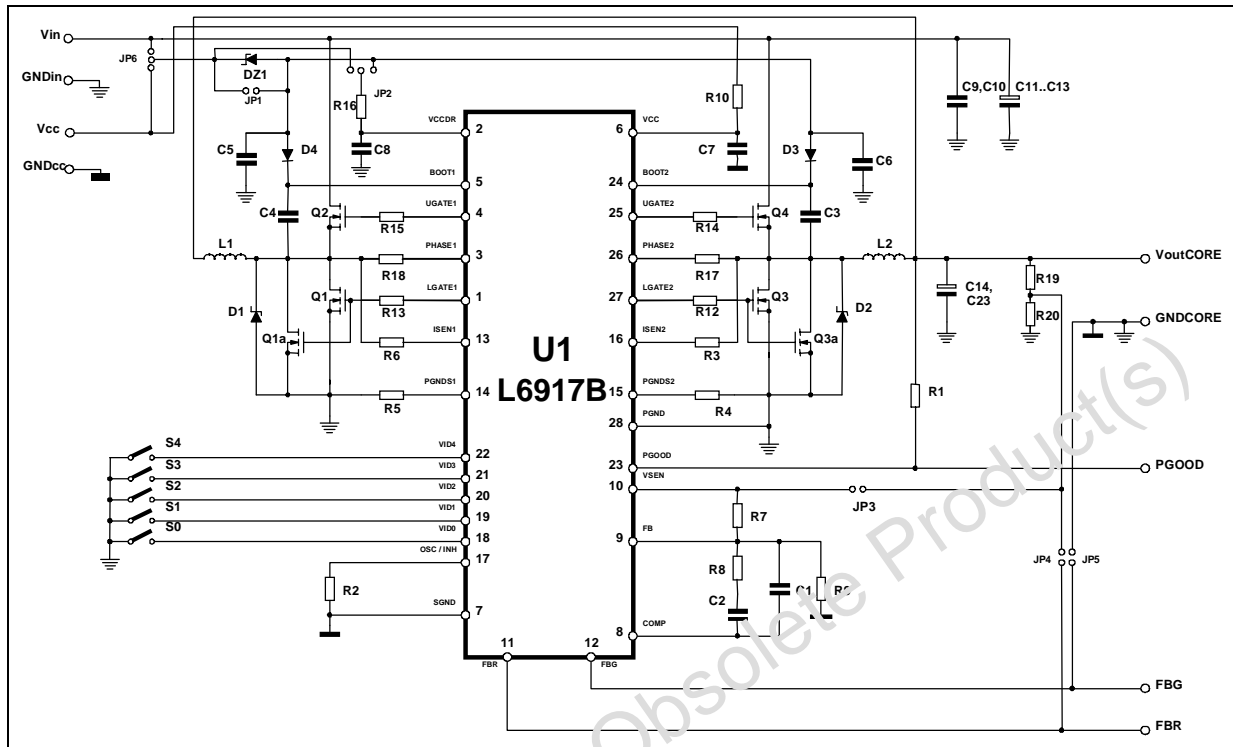 Vin
JP6
GNDin
DZ1
JP1
JP2
Vcc
GNDcc
R16
VCCDR
2
C5
D4
C8
BOOT1
5
C4
Q2
UGATE1
4
R15
L1
PHASE1
3
R18
Q1
LGATE1
1
R13
D1
Q1a
ISEN1
13
R6
PGNDS1
14
R5
S4
VID4
22
S3
VID3
21
S2
VID2
20
S1
VID1
19
S0
VID0
18
OSC / INH
17
R2
SGND
7
U1
L6917B
11
FBR
12
FBG
R10
6
VCC
C7
D3
C6
24
BOOT2
25
UGATE2
R14
Q4
C3
26
PHASE2
R17
L2
27
LGATE2
R12
Q3
D2
16
ISEN2
R3
Q3a
15
PGNDS2
R4
28
PGND
23
PGOOD
10
VSEN
JP3
R7
9
FB
R8
C2
C1
8
COMP
C9,C10
C11..C13
VoutCORE
C14,
C23
R19
R20
GNDCORE
R1
PGOOD
JP4
JP5
FBG
FBR
Obsolete Product(s)